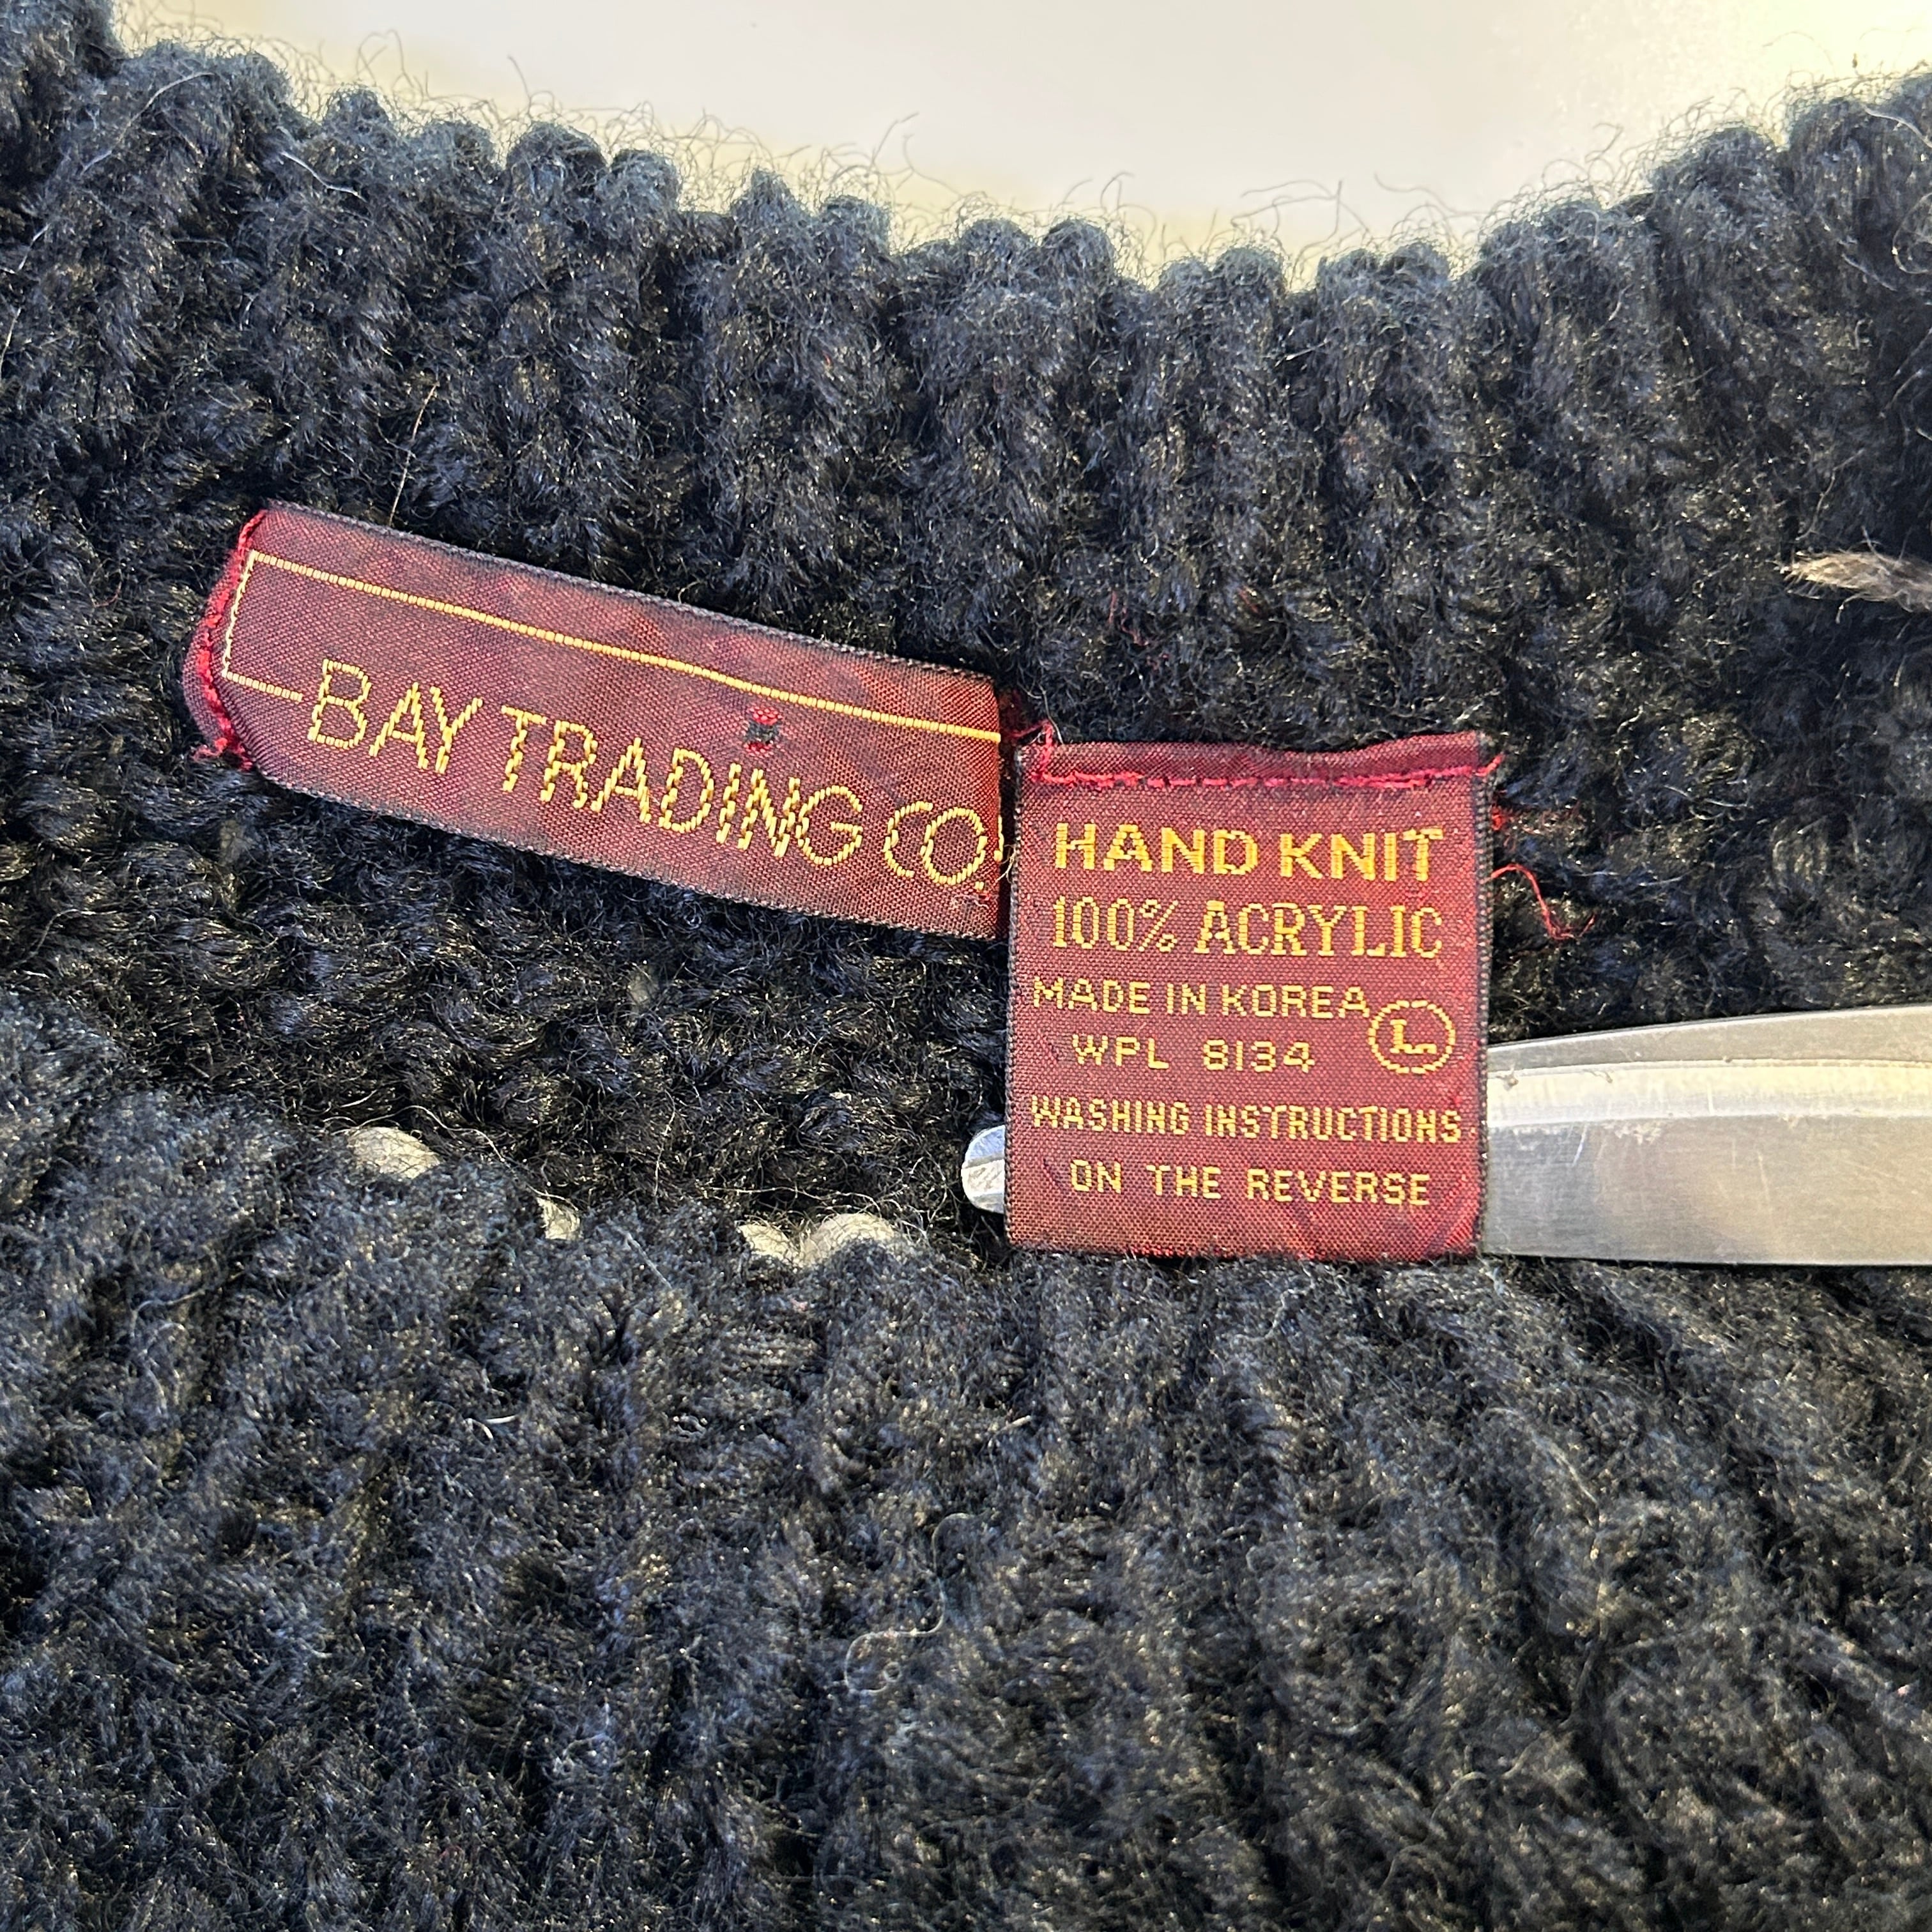 BAY TRADING CO.
HAND KNIT
100% ACRYLIC
MADE IN KOREA
L
WPL 8134
WASHING INSTRUCTIONS
ON THE REVERSE